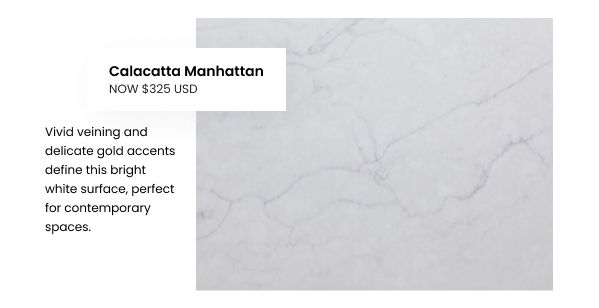 Calacatta Manhattan
NOW $325 USD
Vivid veining and
delicate gold accents
define this bright
white surface, perfect
for contemporary
spaces.